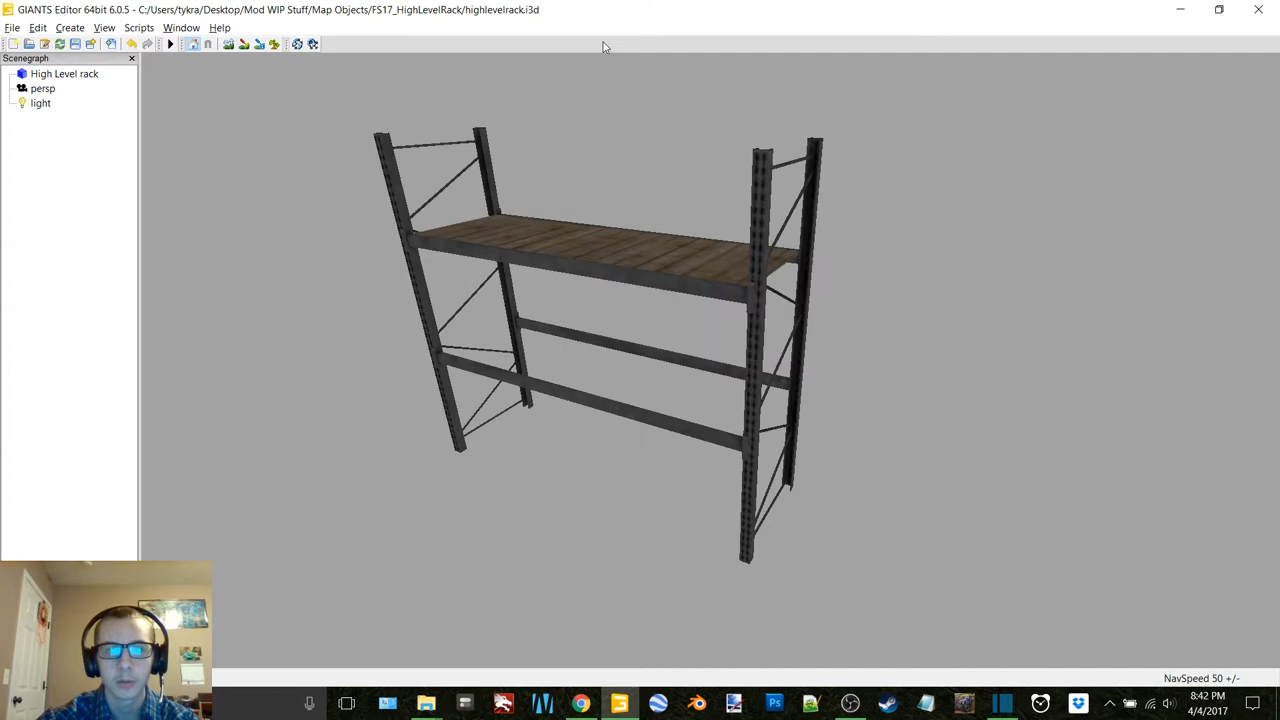 GIANTS Editor 64bit 6.0.5 - C:/Users/tykra/Desktop/Mod WIP Stuff/Map Objects/FS17_HighLevelRack/highlevelrack.i3d
File Edit Create View Scripts Window Help
Scenegraph
High Level rack
persp
light
NavSpeed 50 +/-
8:42 PM
4/4/2017